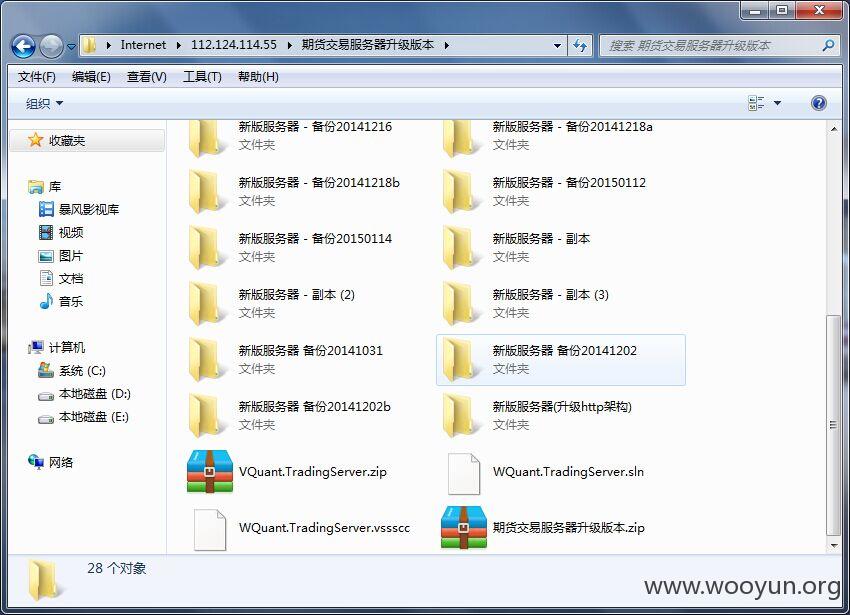 Internet ▸ 112.124.114.55 ▸ 期货交易服务器升级版本 ▸
搜索 期货交易服务器升级版本
文件(F) 编辑(E) 查看(V) 工具(T) 帮助(H)
组织
收藏夹
库
暴风影视库
视频
图片
文档
音乐
计算机
系统 (C:)
本地磁盘 (D:)
本地磁盘 (E:)
网络
新版服务器 - 备份20141216
文件夹
新版服务器 - 备份20141218a
文件夹
新版服务器 - 备份20141218b
文件夹
新版服务器 - 备份20150112
文件夹
新版服务器 - 备份20150114
文件夹
新版服务器 - 副本
文件夹
新版服务器 - 副本 (2)
文件夹
新版服务器 - 副本 (3)
文件夹
新版服务器 备份20141031
文件夹
新版服务器 备份20141202
文件夹
新版服务器 备份20141202b
文件夹
新版服务器(升级http架构)
文件夹
VQuant.TradingServer.zip
WQuant.TradingServer.sln
WQuant.TradingServer.vssscc
期货交易服务器升级版本.zip
28 个对象
www.wooyun.org